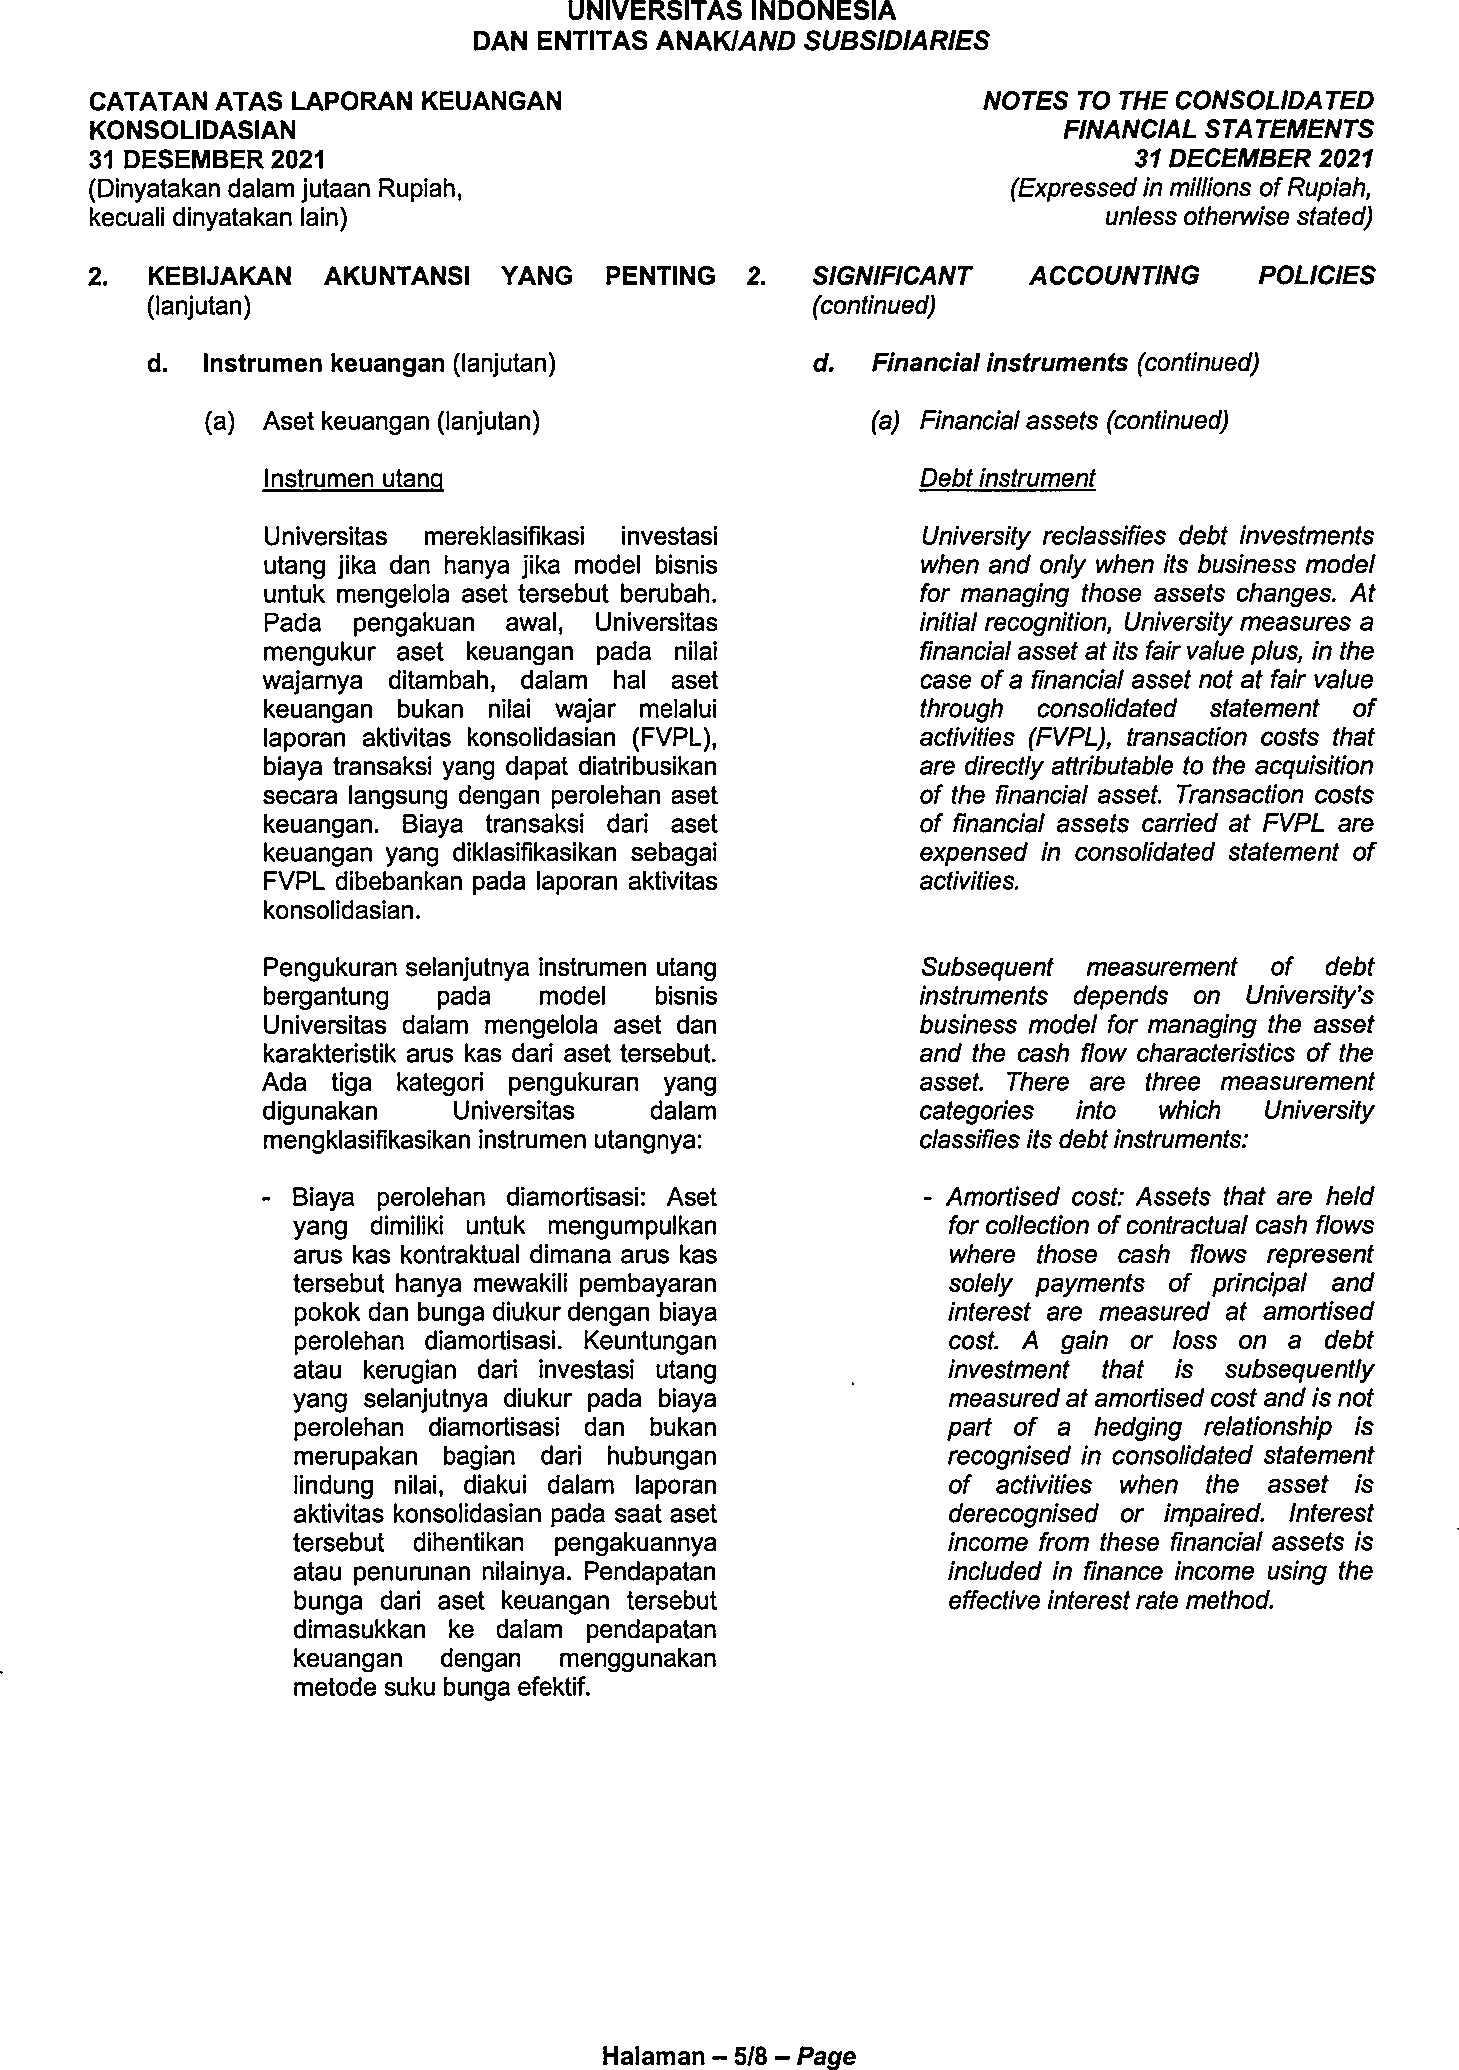 UNIVERSITAS INDONESIA
DAN ENTITAS ANAK/AND SUBSIDIARIES
CATATAN ATAS LAPORAN KEUANGAN
KONSOLIDASIAN
31 DESEMBER 2021
(Dinyatakan dalam jutaan Rupiah,
kecuali dinyatakan lain)
NOTES TO THE CONSOLIDATED
FINANCIAL STATEMENTS
31 DECEMBER 2021
(Expressed in millions of Rupiah,
unless otherwise stated)
2. KEBIJAKAN AKUNTANSI YANG PENTING
(lanjutan)
d. Instrumen keuangan (lanjutan)
(a) Aset keuangan (lanjutan)
Instrumen utang
Universitas mereklasifikasi investasi
utang jika dan hanya jika model bisnis
untuk mengelola aset tersebut berubah.
Pada pengakuan awal, Universitas
mengukur aset keuangan pada nilai
wajarnya ditambah, dalam hal aset
keuangan bukan nilai wajar melalui
laporan aktivitas konsolidasian (FVPL),
biaya transaksi yang dapat diatribusikan
secara langsung dengan perolehan aset
keuangan. Biaya transaksi dari aset
keuangan yang diklasifikasikan sebagai
FVPL dibebankan pada laporan aktivitas
konsolidasian.
Pengukuran selanjutnya instrumen utang
bergantung pada model bisnis
Universitas dalam mengelola aset dan
karakteristik arus kas dari aset tersebut.
Ada tiga kategori pengukuran yang
digunakan Universitas dalam
mengklasifikasikan instrumen utangnya:
- Biaya perolehan diamortisasi: Aset
yang dimiliki untuk mengumpulkan
arus kas kontraktual dimana arus kas
tersebut hanya mewakili pembayaran
pokok dan bunga diukur dengan biaya
perolehan diamortisasi. Keuntungan
atau kerugian dari investasi utang
yang selanjutnya diukur pada biaya
perolehan diamortisasi dan bukan
merupakan bagian dari hubungan
lindung nilai, diakui dalam laporan
aktivitas konsolidasian pada saat aset
tersebut dihentikan pengakuannya
atau penurunan nilainya. Pendapatan
bunga dari aset keuangan tersebut
dimasukkan ke dalam pendapatan
keuangan dengan menggunakan
metode suku bunga efektif.
2. SIGNIFICANT ACCOUNTING POLICIES
(continued)
d. Financial instruments (continued)
(a) Financial assets (continued)
Debt instrument
University reclassifies debt investments
when and only when its business model
for managing those assets changes. At
initial recognition, University measures a
financial asset at its fair value plus, in the
case of a financial asset not at fair value
through consolidated statement of
activities (FVPL), transaction costs that
are directly attributable to the acquisition
of the financial asset. Transaction costs
of financial assets carried at FVPL are
expensed in consolidated statement of
activities.
Subsequent measurement of debt
instruments depends on University's
business model for managing the asset
and the cash flow characteristics of the
asset. There are three measurement
categories into which University
classifies its debt instruments:
- Amortised cost: Assets that are held
for collection of contractual cash flows
where those cash flows represent
solely payments of principal and
interest are measured at amortised
cost. A gain or loss on a debt
investment that is subsequently
measured at amortised cost and is not
part of a hedging relationship is
recognised in consolidated statement
of activities when the asset is
derecognised or impaired. Interest
income from these financial assets is
included in finance income using the
effective interest rate method.
Halaman – 5/8 – Page